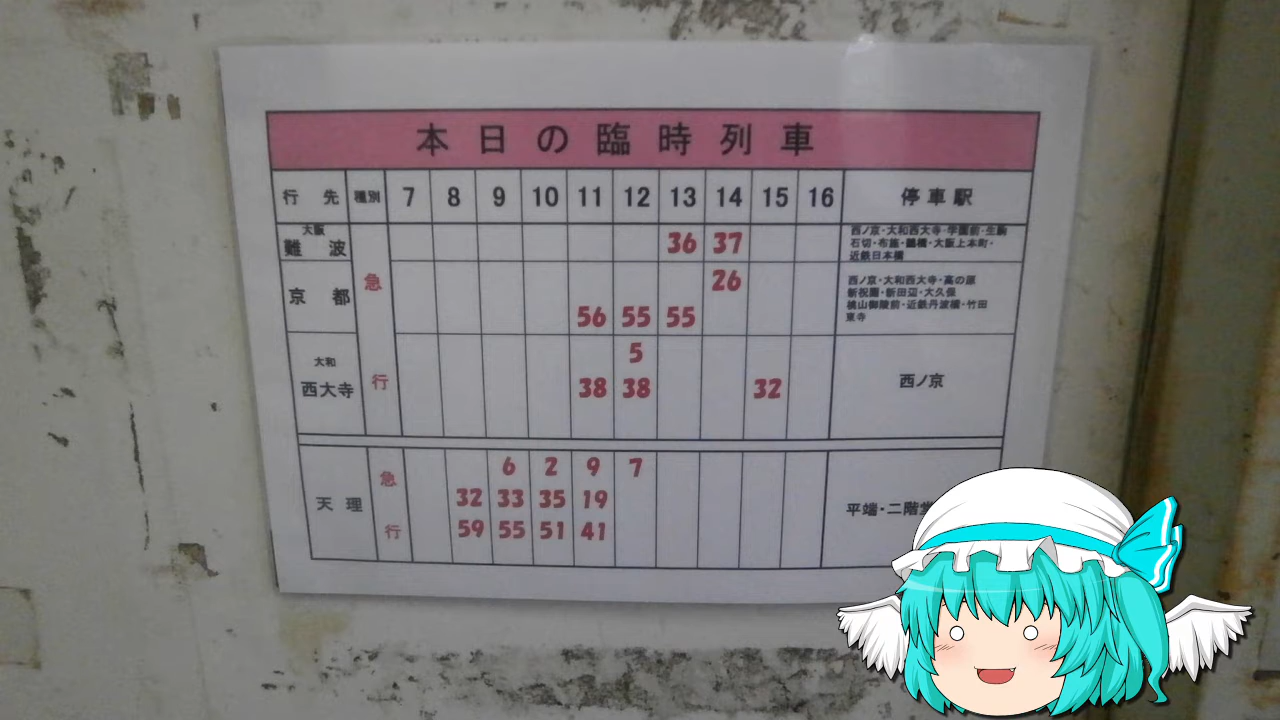 本日の臨時列車
行先 種別 7 8 9 10 11 12 13 14 15 16 停車駅
大阪
難波 36 37
西ノ京・大和西大寺・学園前・生駒
石切・布施・鶴橋・大阪上本町・
近鉄日本橋
急
行
京都
26
56 55 55
西ノ京・大和西大寺・高の原
新祝園・新田辺・大久保
桃山御陵前・近鉄丹波橋・竹田
東寺
大和
西大寺
5
38 38 32
西ノ京
天理
急
行
6 2 9 7
32 33 35 19
59 55 51 41
平端・二階堂